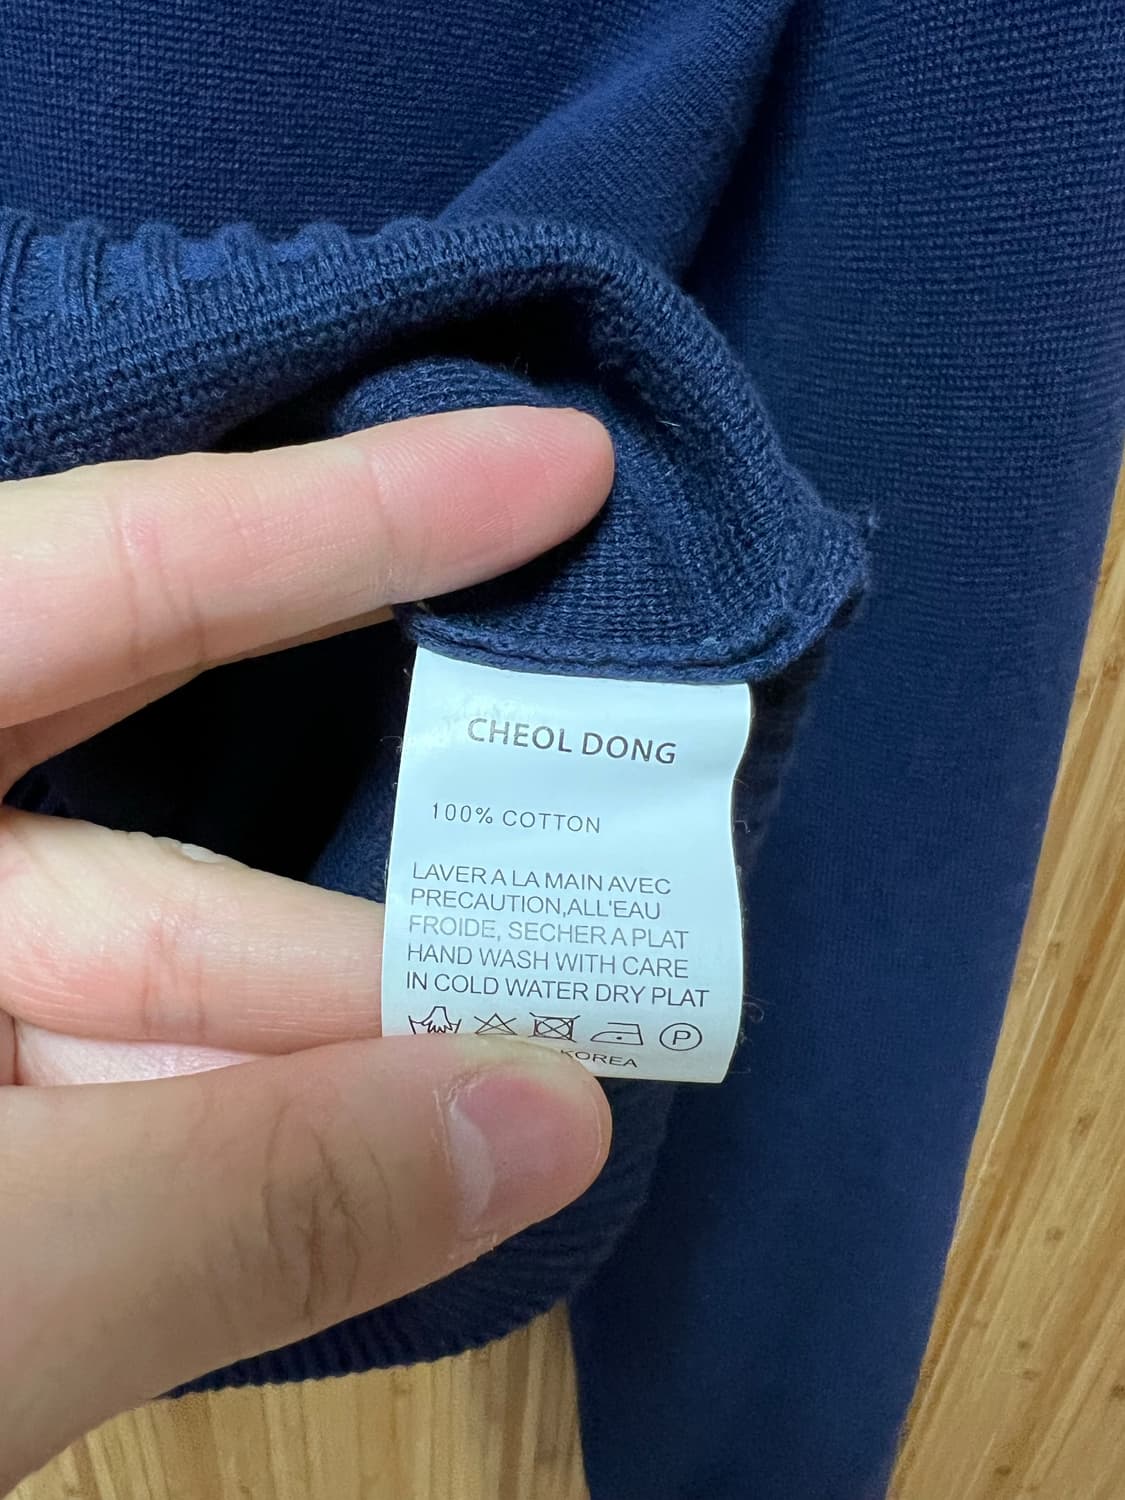 CHEOL DONG
100% COTTON
LAVER A LA MAIN AVEC
PRECAUTION,ALL'EAU
FROIDE, SECHER A PLAT
HAND WASH WITH CARE
IN COLD WATER DRY PLAT
P
KOREA